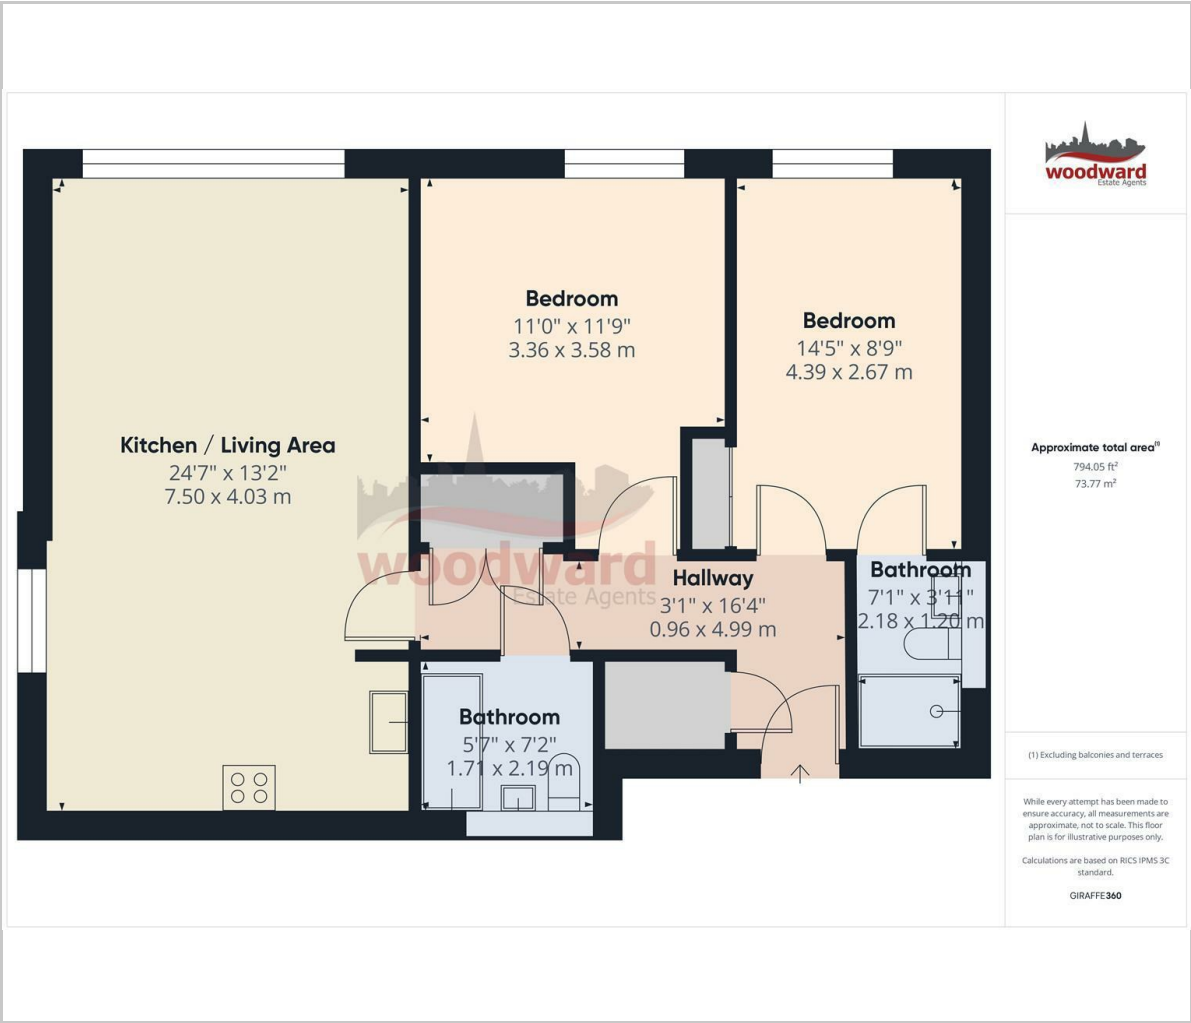 Kitchen / Living Area
24'7" x 13'2"
7.50 x 4.03 m
Bedroom
11'0" x 11'9"
3.36 x 3.58 m
Bedroom
14'5" x 8'9"
4.39 x 2.67 m
woodward
Estate Agents
Hallway
3'1" x 16'4"
0.96 x 4.99 m
Bathroom
7'1" x 3'11"
2.18 x 1.20 m
Bathroom
5'7" x 7'2"
1.71 x 2.19 m
woodward
Estate Agents
Approximate total area(1)
794.05 ft²
73.77 m²
(1) Excluding balconies and terraces
While every attempt has been made to
ensure accuracy, all measurements are
approximate, not to scale. This floor
plan is for illustrative purposes only.
Calculations are based on RICS IPMS 3C
standard.
GIRAFFE360